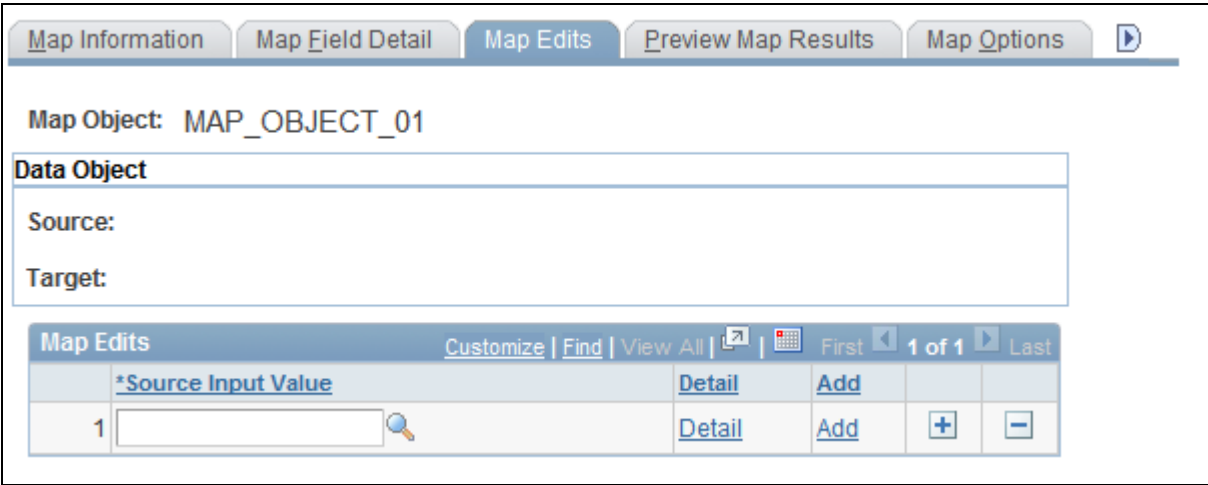 Map Information Map Field Detail Map Edits Preview Map Results Map Options
Map Object: MAP_OBJECT_01
Data Object
Source:
Target:
Map Edits Customize | Find | View All | | First 1 of 1 Last
*Source Input Value Detail Add
1 Detail Add